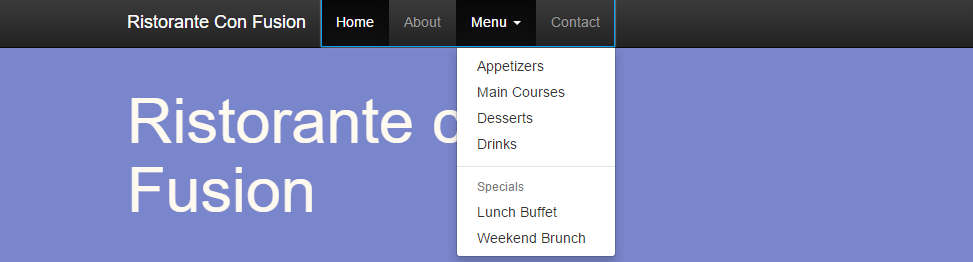 Ristorante Con Fusion Home About Menu Contact
Appetizers
Main Courses
Desserts
Drinks
Specials
Lunch Buffet
Weekend Brunch
Ristorante c
Fusion